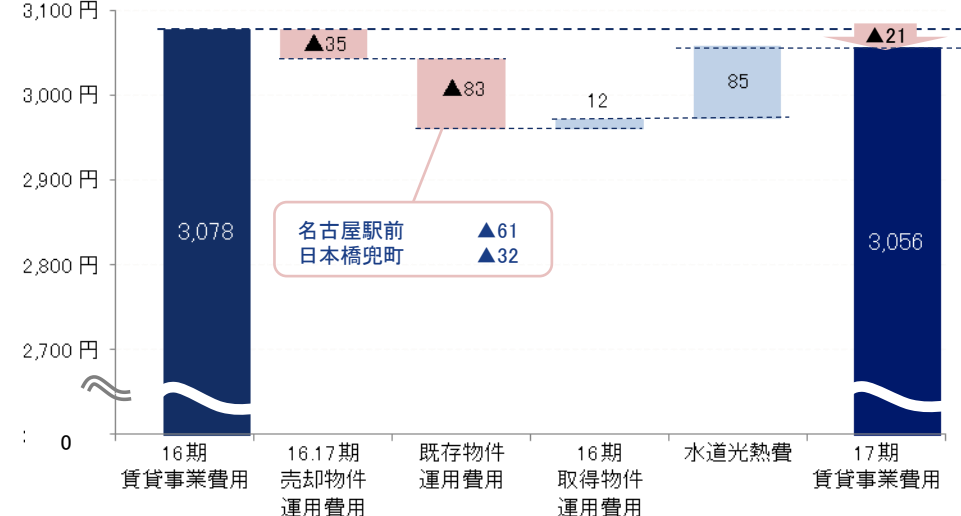 3,100 円
3,000 円
2,900 円
2,800 円
2,700 円
0
▲35
▲83
12
85
▲21
3,078
3,056
名古屋駅前 ▲61
日本橋兜町 ▲32
16期
賃貸事業費用
16.17期
売却物件
運用費用
既存物件
運用費用
16期
取得物件
運用費用
水道光熱費
17期
賃貸事業費用